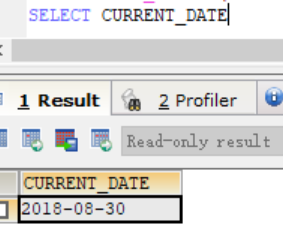 SELECT CURRENT_DATE
1 Result
2 Profiler
Read-only result
CURRENT_DATE
2018-08-30